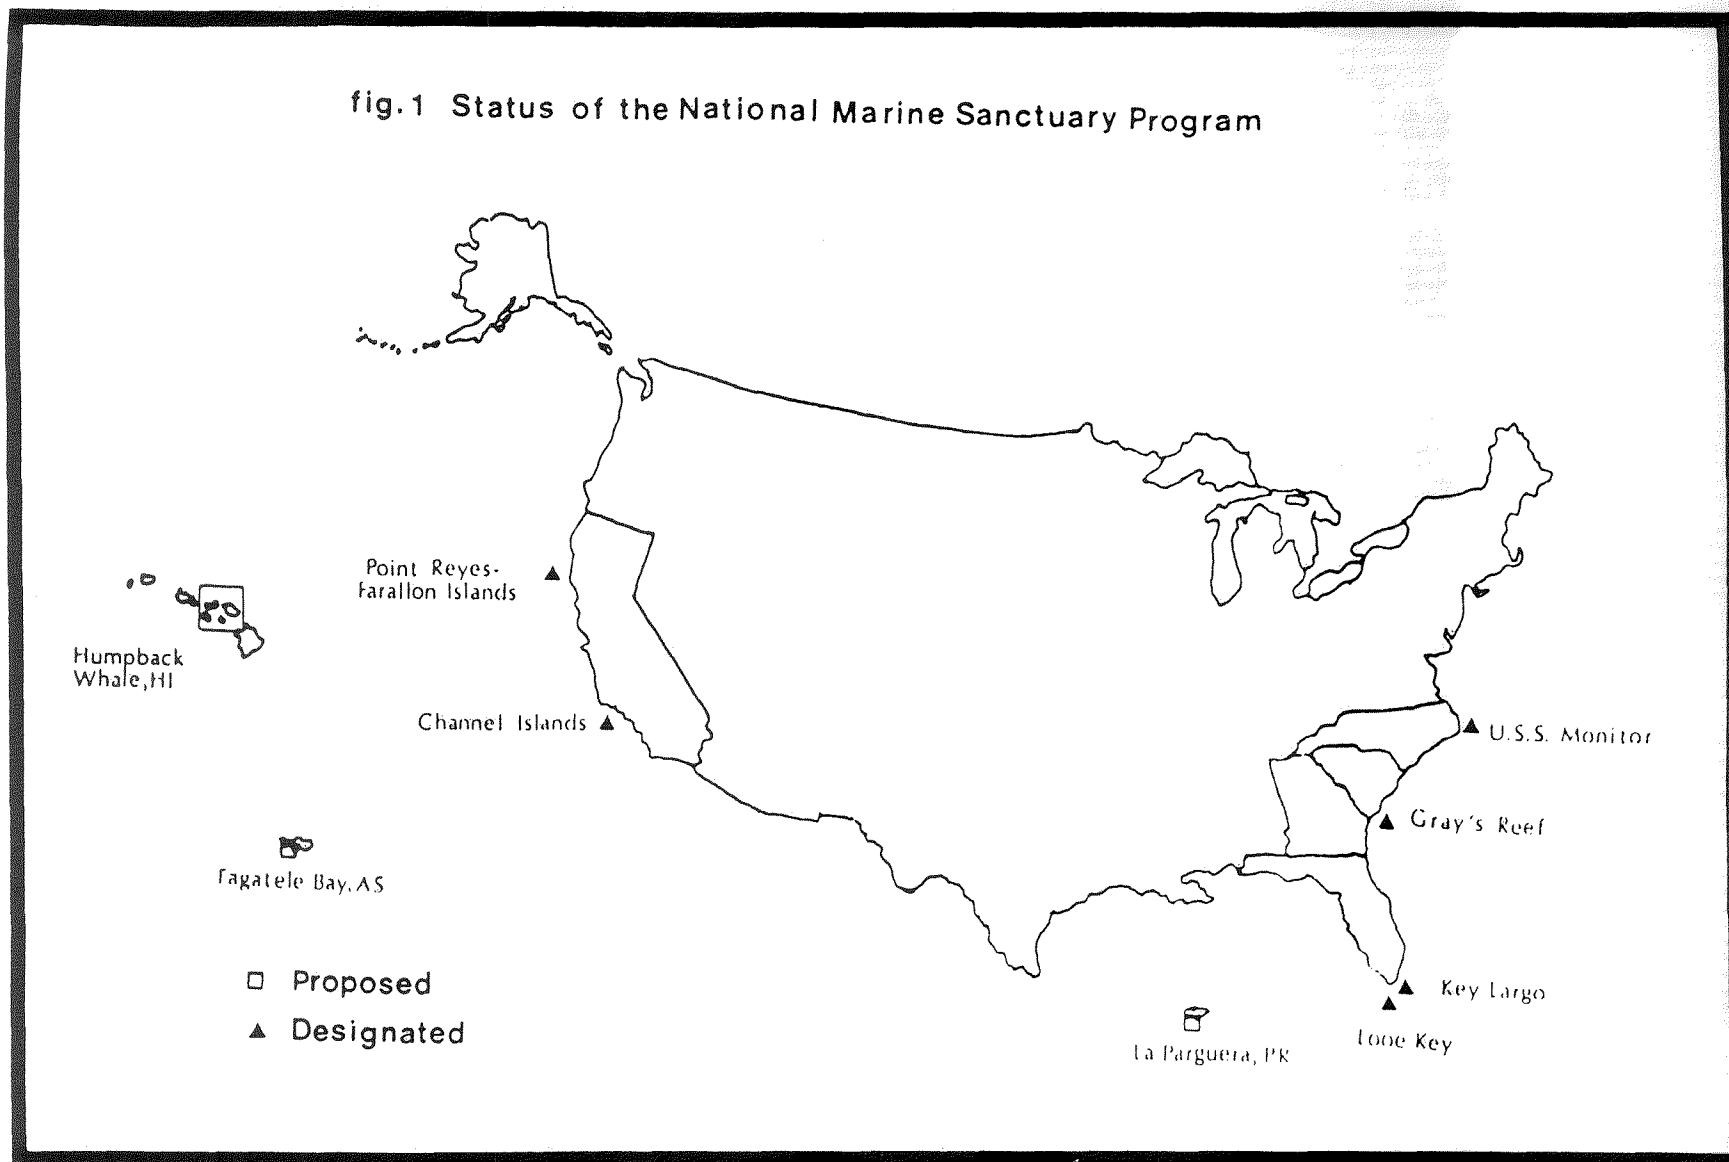 fig.1 Status of the National Marine Sanctuary Program
Point Reyes-
Farallon Islands
Humpback
Whale, HI
Channel Islands
U.S.S. Monitor
Gray's Reef
Fagatele Bay, AS
Proposed
Designated
Key Largo
Looe Key
La Parguera, PR